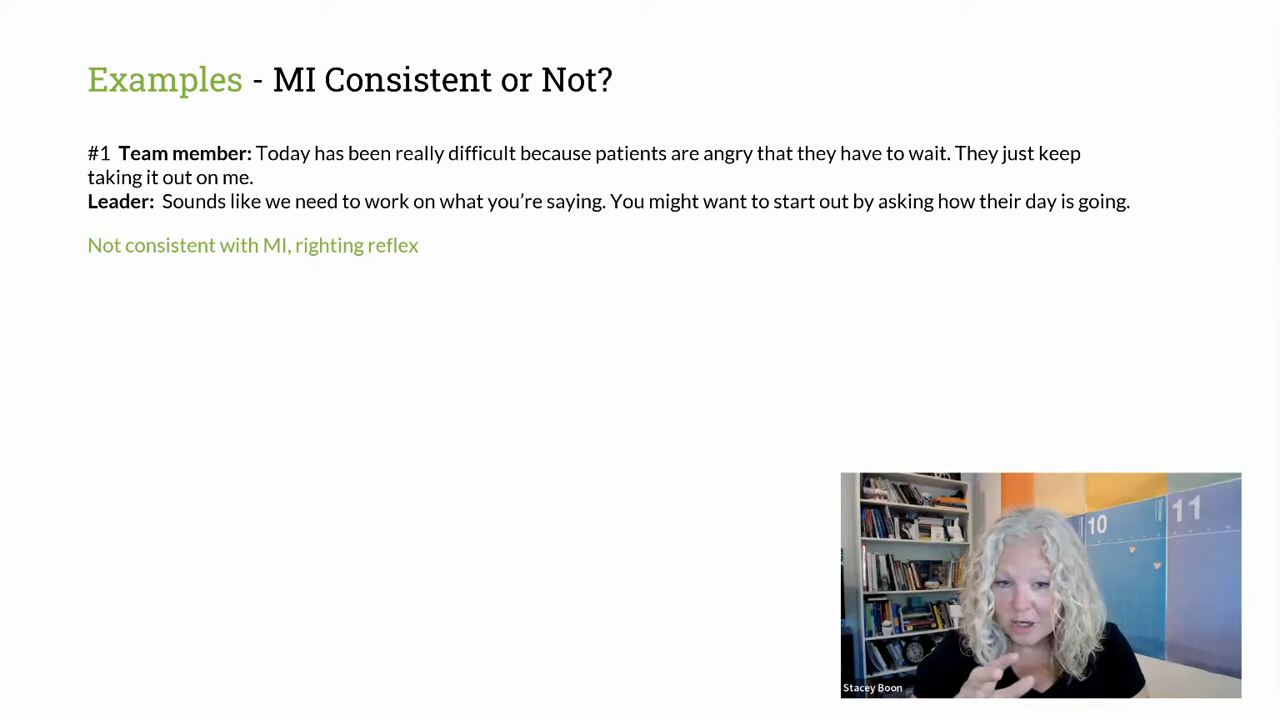 Examples - MI Consistent or Not?
#1 Team member: Today has been really difficult because patients are angry that they have to wait. They just keep
taking it out on me.
Leader: Sounds like we need to work on what you’re saying. You might want to start out by asking how their day is going.
Not consistent with MI, righting reflex
10
11
Stacey Boon